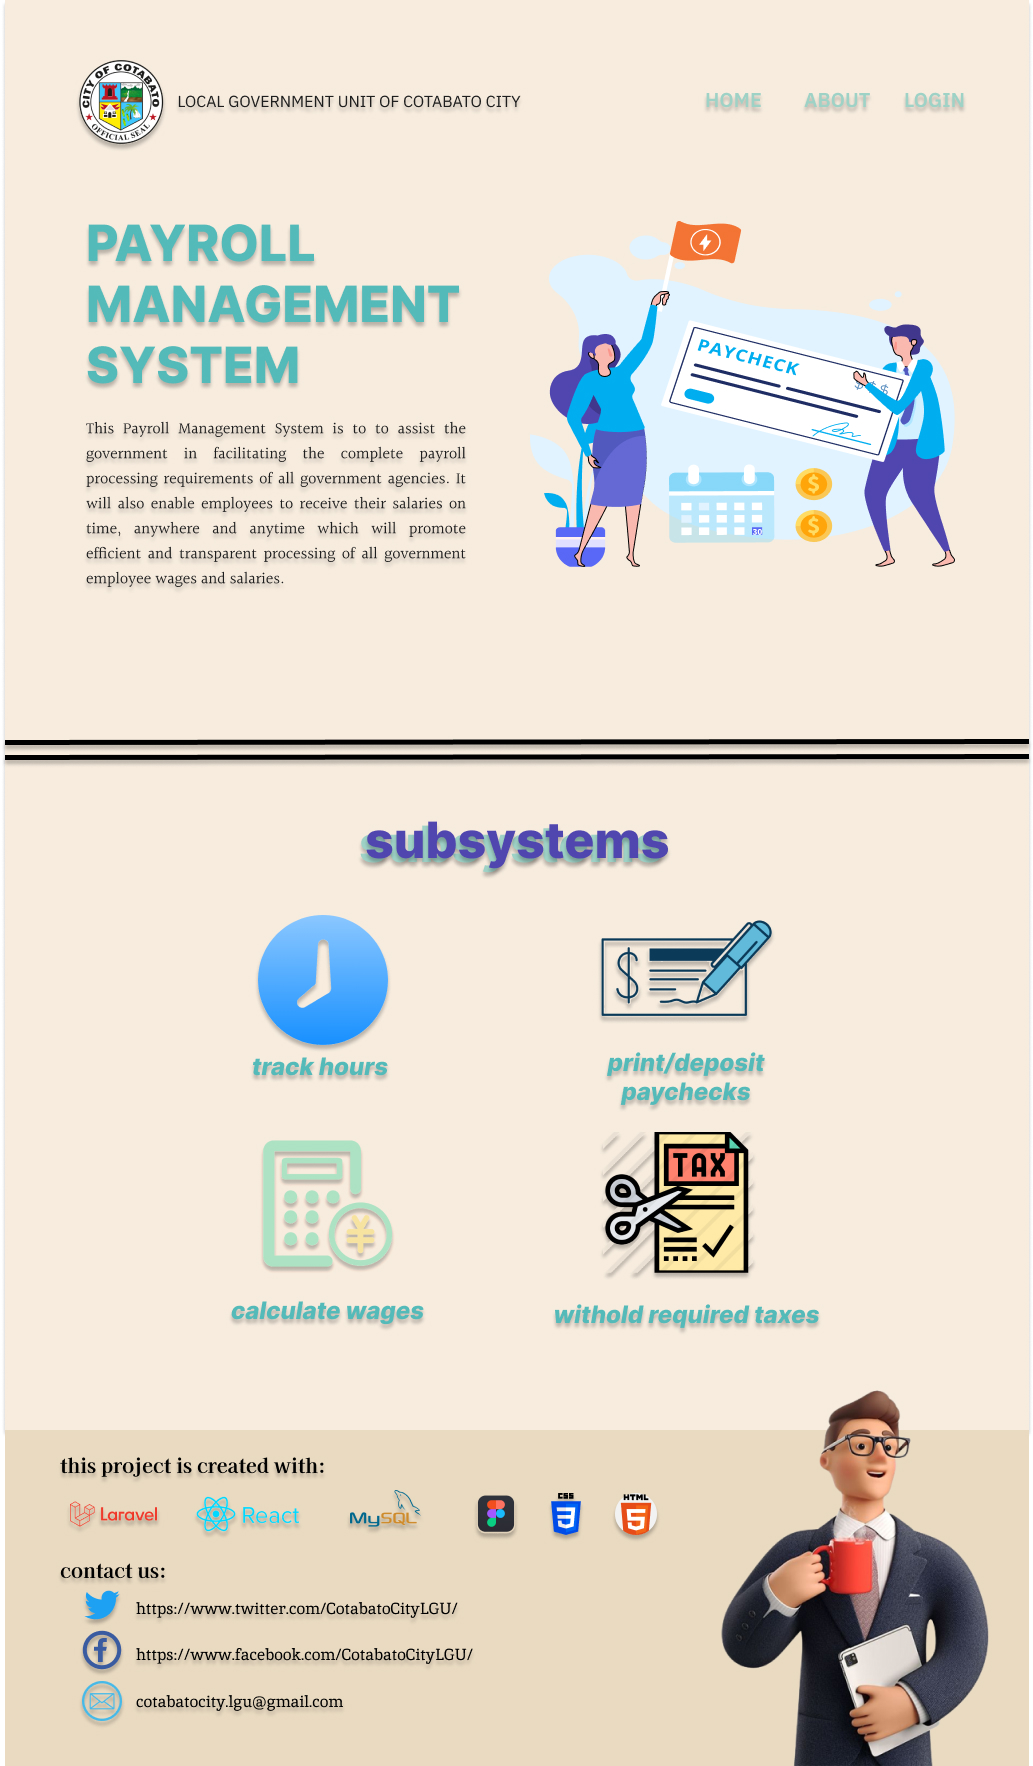 CITY OF COTABATO
OFFICIAL SEAL
LOCAL GOVERNMENT UNIT OF COTABATO CITY
HOME ABOUT LOGIN
PAYROLL
MANAGEMENT
SYSTEM
This Payroll Management System is to to assist the
government in facilitating the complete payroll
processing requirements of all government agencies. It
will also enable employees to receive their salaries on
time, anywhere and anytime which will promote
efficient and transparent processing of all government
employee wages and salaries.
PAYCHECK
$ $ $
30
$
$
subsystems
$
track hours
print/deposit
paychecks
¥
TAX
calculate wages
withold required taxes
this project is created with:
Laravel
React
MySQL
CSS
3
HTML
5
contact us:
https://www.twitter.com/CotabatoCityLGU/
https://www.facebook.com/CotabatoCityLGU/
cotabatocity.lgu@gmail.com